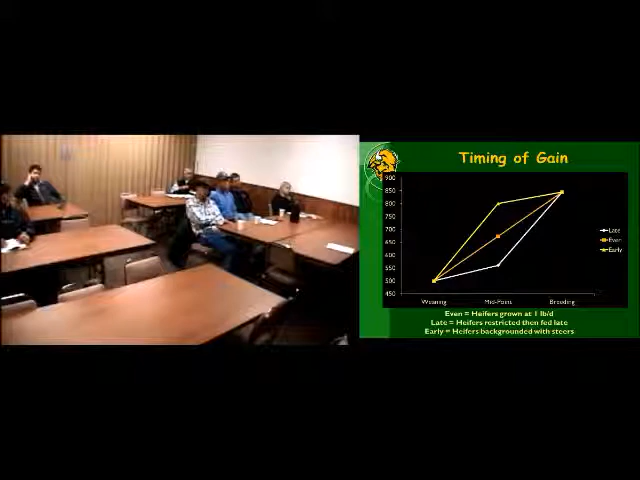 Timing of Gain
900
850
800
750
700
650
600
550
500
450
Weaning Mid-Point Breeding
Late
Even
Early
Even = Heifers grown at 1 lb/d
Late = Heifers restricted then fed late
Early = Heifers backgrounded with steers